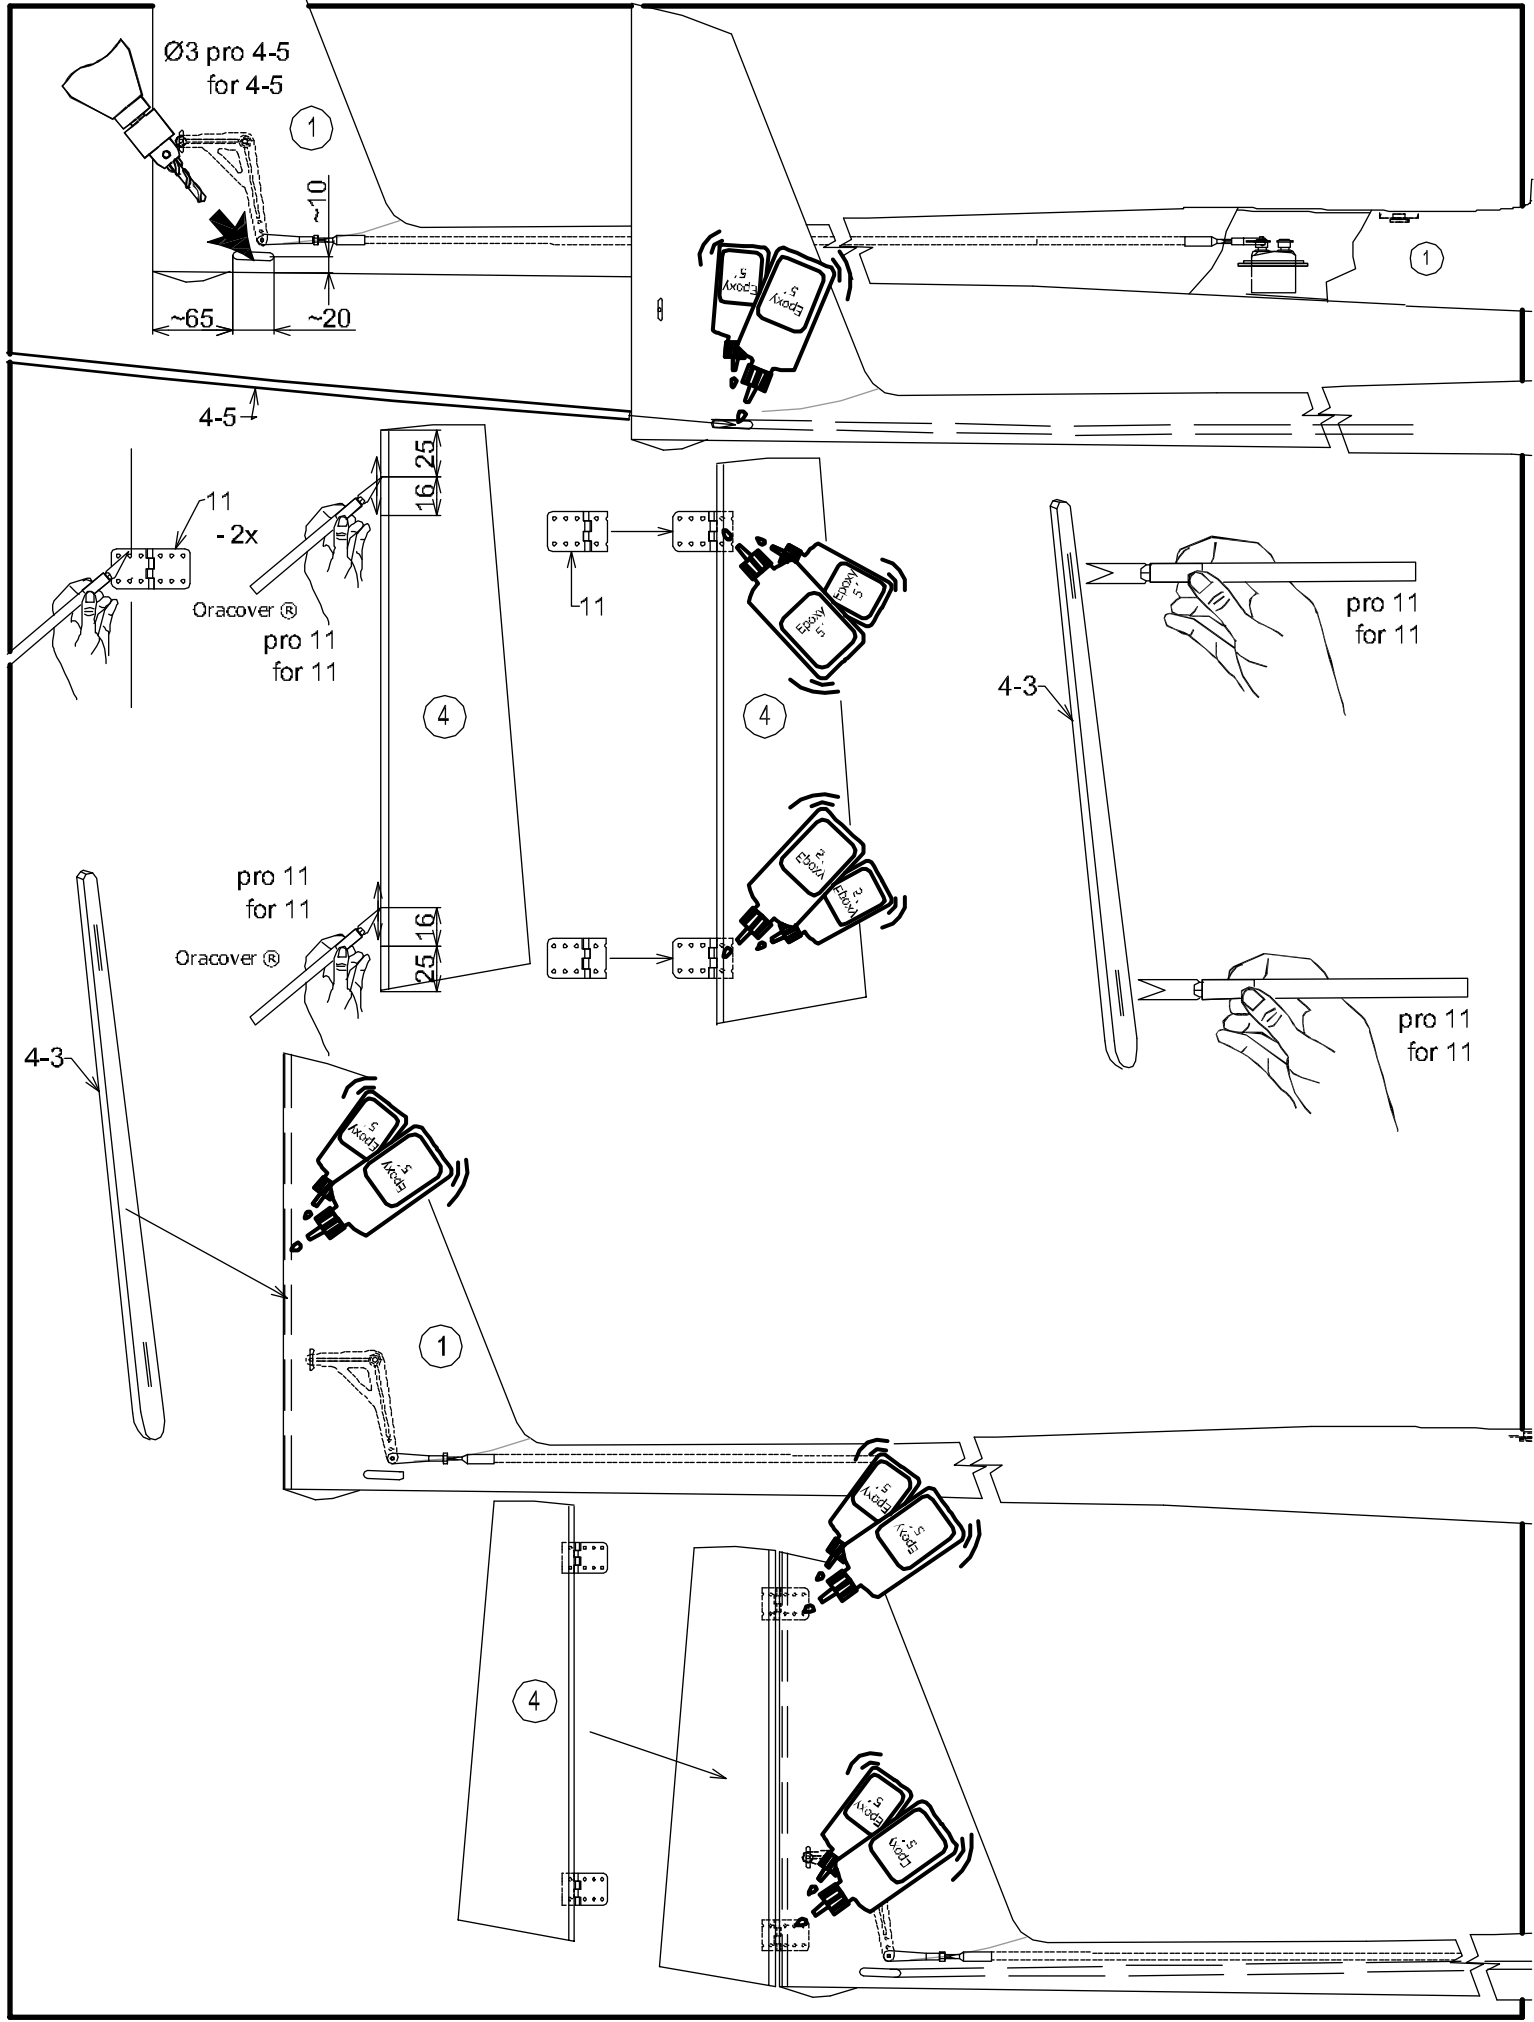 Ø3 pro 4-5
for 4-5
1
~10
~65
~20
1
Epoxy
5'
Epoxy
5'
4-5
25
16
11
- 2x
Oracover ®
pro 11
for 11
4
11
Epoxy
5'
Epoxy
5'
4
pro 11
for 11
4-3
pro 11
for 11
Oracover ®
16
25
Epoxy
5'
Epoxy
5'
pro 11
for 11
4-3
Epoxy
5'
Epoxy
5'
1
Epoxy
5'
Epoxy
5'
4
Epoxy
5'
Epoxy
5'